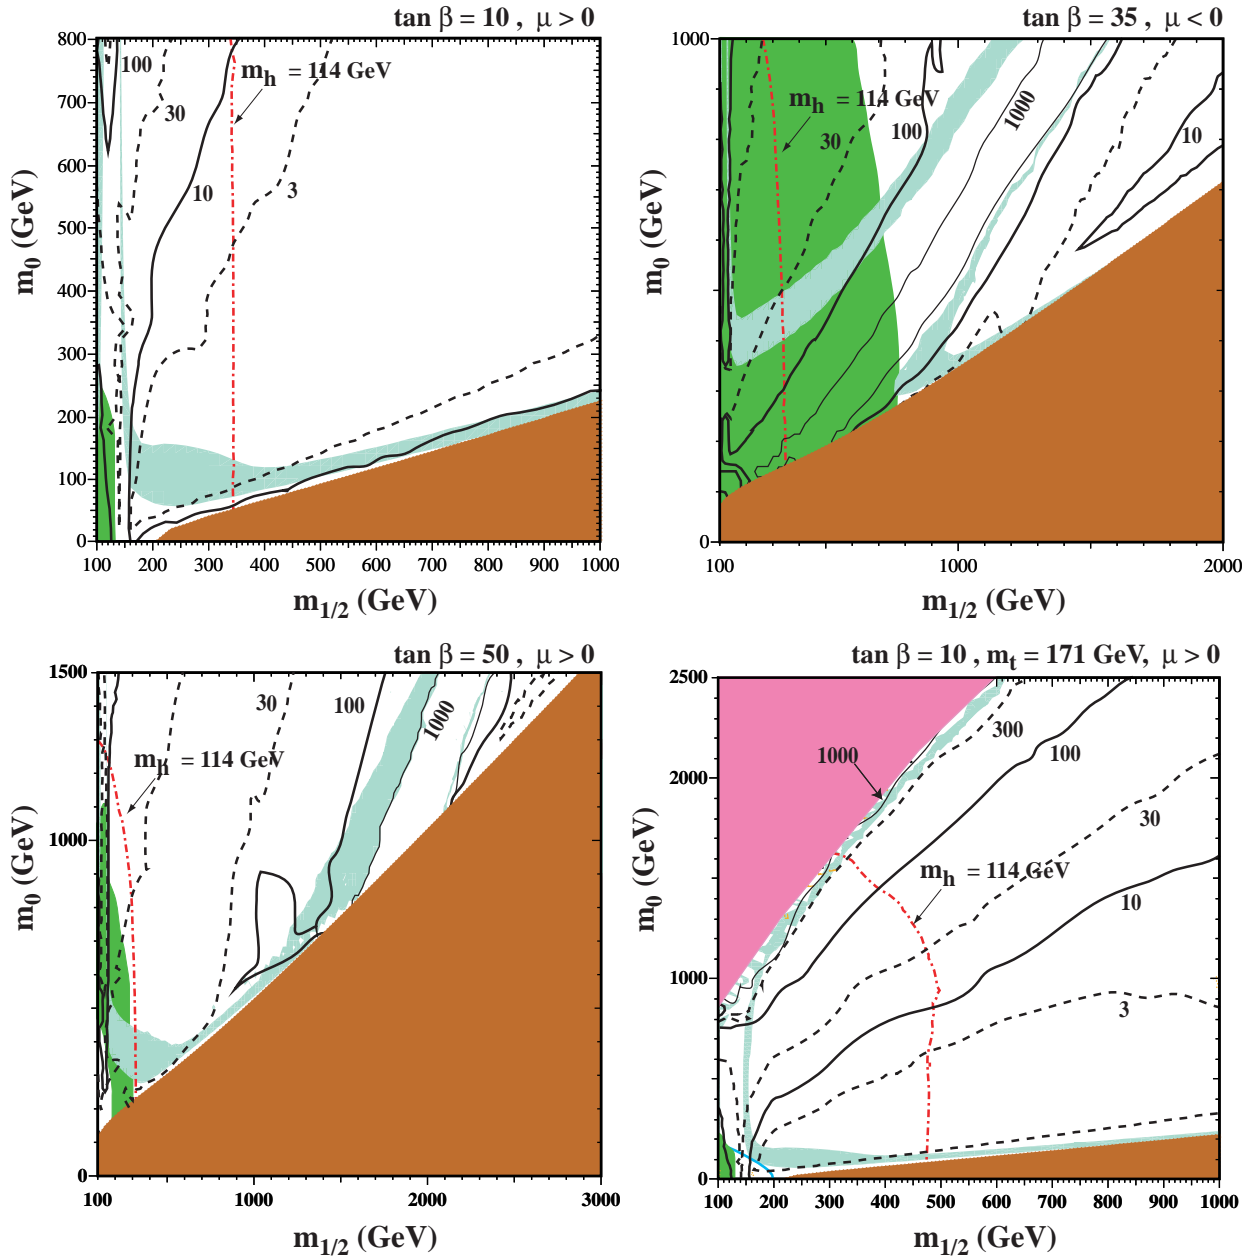 tan β = 10 , μ > 0
800
700
600
500
400
300
200
100
0
m0 (GeV)
100
30
10
3
mh = 114 GeV
100 200 300 400 500 600 700 800 900 1000
m1/2 (GeV)
tan β = 35 , μ < 0
1000
0
m0 (GeV)
mh = 114 GeV
30
100
1000
10
100 1000 2000
m1/2 (GeV)
tan β = 50 , μ > 0
1500
1000
0
m0 (GeV)
mh = 114 GeV
30
100
1000
100 1000 2000 3000
m1/2 (GeV)
tan β = 10 , mt = 171 GeV, μ > 0
2500
2000
1000
0
m0 (GeV)
1000
300
100
30
10
3
mh = 114 GeV
100 200 300 400 500 600 700 800 900 1000
m1/2 (GeV)